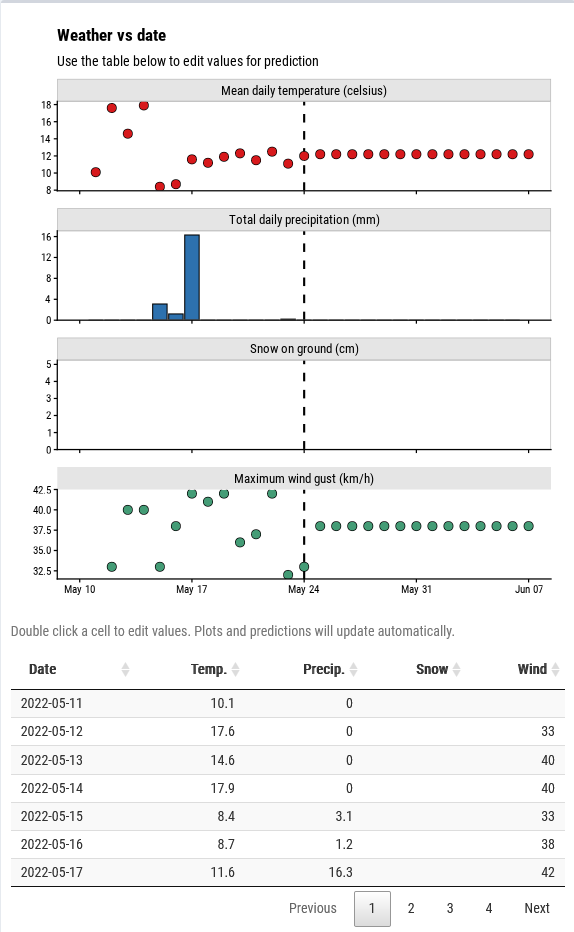 Weather vs date
Use the table below to edit values for prediction
Mean daily temperature (celsius)
18
16
14
12
10
8
Total daily precipitation (mm)
16
12
8
4
0
Snow on ground (cm)
5
4
3
2
1
0
Maximum wind gust (km/h)
42.5
40.0
37.5
35.0
32.5
May 10 May 17 May 24 May 31 Jun 07
Double click a cell to edit values. Plots and predictions will update automatically.
Date Temp. Precip. Snow Wind
2022-05-11 10.1 0
2022-05-12 17.6 0 33
2022-05-13 14.6 0 40
2022-05-14 17.9 0 40
2022-05-15 8.4 3.1 33
2022-05-16 8.7 1.2 38
2022-05-17 11.6 16.3 42
Previous 1 2 3 4 Next